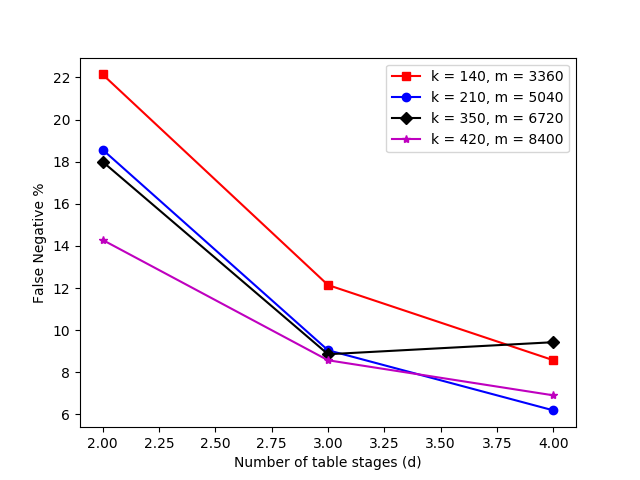 k = 140, m = 3360
k = 210, m = 5040
k = 350, m = 6720
k = 420, m = 8400
False Negative %
22
20
18
16
14
12
10
8
6
2.00 2.25 2.50 2.75 3.00 3.25 3.50 3.75 4.00
Number of table stages (d)